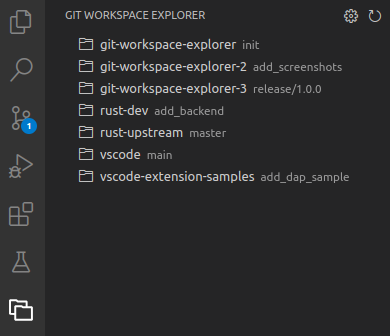 GIT WORKSPACE EXPLORER
git-workspace-explorer init
git-workspace-explorer-2 add_screenshots
git-workspace-explorer-3 release/1.0.0
rust-dev add_backend
1
rust-upstream master
vscode main
vscode-extension-samples add_dap_sample